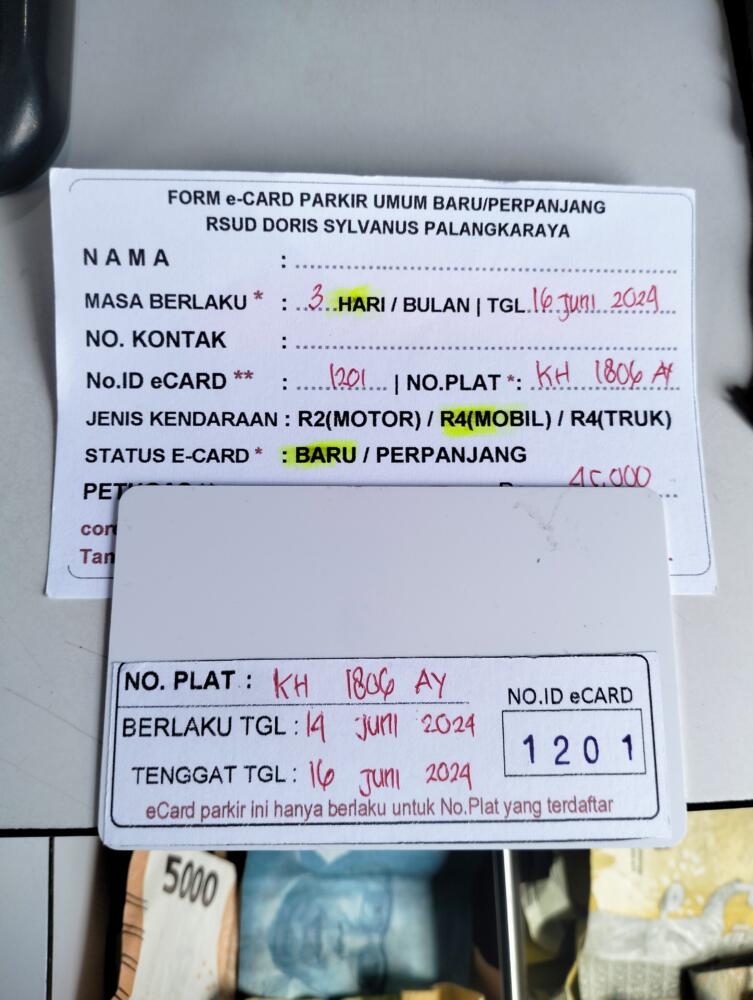 FORM e-CARD PARKIR UMUM BARU/PERPANJANG
RSUD DORIS SYLVANUS PALANGKARAYA
NAMA :
MASA BERLAKU * : 3 HARI / BULAN | TGL. 16 Juni 2024
NO. KONTAK :
No.ID eCARD ** : 1201 | NO.PLAT *: KH 1806 AY
JENIS KENDARAAN : R2(MOTOR) / R4(MOBIL) / R4(TRUK)
STATUS E-CARD * : BARU / PERPANJANG
45.000
NO. PLAT : KH 1806 AY
BERLAKU TGL : 14 Juni 2024
TENGGAT TGL : 16 Juni 2024
NO.ID eCARD
1201
eCard parkir ini hanya berlaku untuk No.Plat yang terdaftar
5000